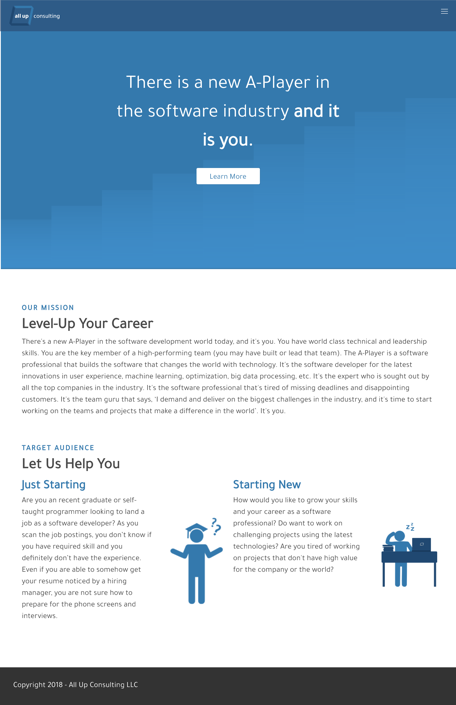 all up consulting
There is a new A-Player in
the software industry and it
is you.
Learn More
OUR MISSION
Level-Up Your Career
There's a new A-Player in the software development world today, and it's you. You have world class technical and leadership
skills. You are the key member of a high-performing team (you may have built or lead that team). The A-Player is a software
professional that builds the software that changes the world with technology. It's the software developer for the latest
innovations in user experience, machine learning, optimization, big data processing, etc. It's the expert who is sought out by
all the top companies in the industry. It's the software professional that's tired of missing deadlines and disappointing
customers. It's the team guru that says, 'I demand and deliver on the biggest challenges in the industry, and it's time to start
working on the teams and projects that make a difference in the world'. It's you.
TARGET AUDIENCE
Let Us Help You
Just Starting
Are you an recent graduate or self-
taught programmer looking to land a
job as a software developer? As you
scan the job postings, you don't know if
you have required skill and you
definitely don't have the experience.
Even if you are able to somehow get
your resume noticed by a hiring
manager, you are not sure how to
prepare for the phone screens and
interviews.
???
Starting New
How would you like to grow your skills
and your career as a software
professional? Do want to work on
challenging projects using the latest
technologies? Are you tired of working
on projects that don't have high value
for the company or the world?
zzz
Copyright 2018 - All Up Consulting LLC